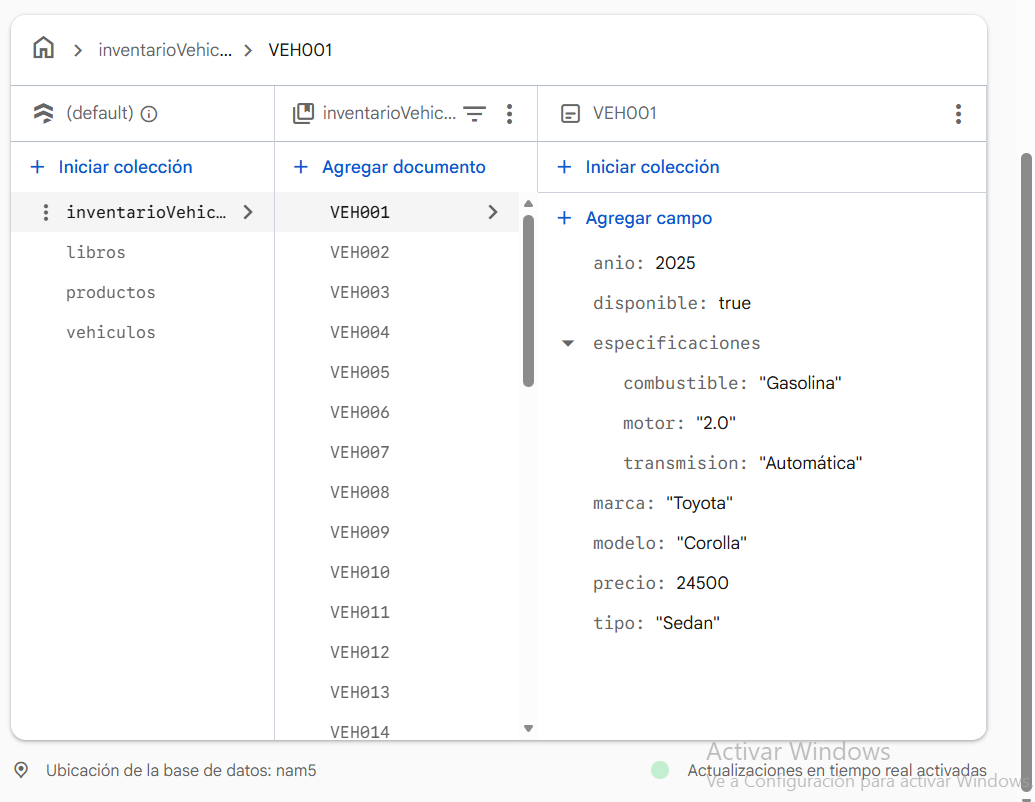 inventarioVehic... > VEH001
(default)
inventarioVehic...
VEH001
+ Iniciar colección
+ Agregar documento
+ Iniciar colección
inventarioVehic...
libros
productos
vehiculos
VEH001
VEH002
VEH003
VEH004
VEH005
VEH006
VEH007
VEH008
VEH009
VEH010
VEH011
VEH012
VEH013
VEH014
+ Agregar campo
anio: 2025
disponible: true
especificaciones
combustible: "Gasolina"
motor: "2.0"
transmision: "Automática"
marca: "Toyota"
modelo: "Corolla"
precio: 24500
tipo: "Sedan"
Ubicación de la base de datos: nam5
Actualizaciones en tiempo real activadas
Activar Windows
Ve a Configuración para activar Windows